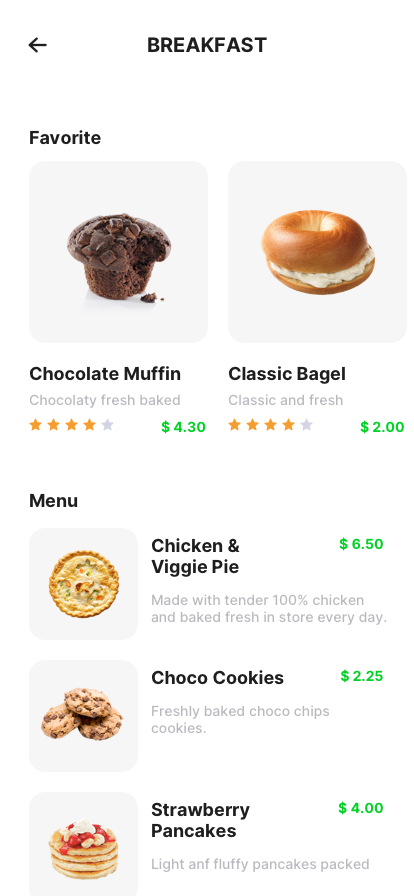 BREAKFAST
Favorite
Chocolate Muffin
Chocolaty fresh baked
$ 4.30
Classic Bagel
Classic and fresh
$ 2.00
Menu
Chicken &
Viggie Pie
$ 6.50
Made with tender 100% chicken
and baked fresh in store every day.
Choco Cookies
$ 2.25
Freshly baked choco chips
cookies.
Strawberry
Pancakes
$ 4.00
Light anf fluffy pancakes packed